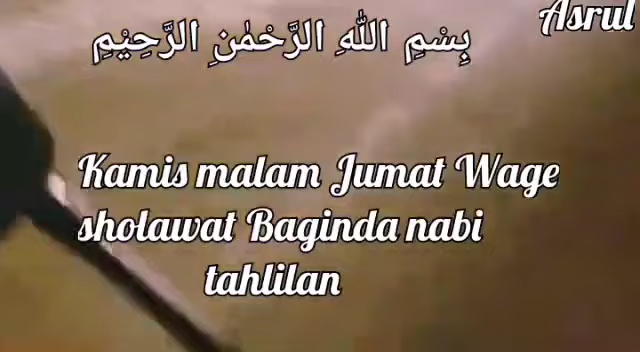 Asrul
بِسْمِ اللّٰهِ الرَّحْمٰنِ الرَّحِيْمِ
Kamis malam Jumat Wage
sholawat Baginda nabi
tahlilan